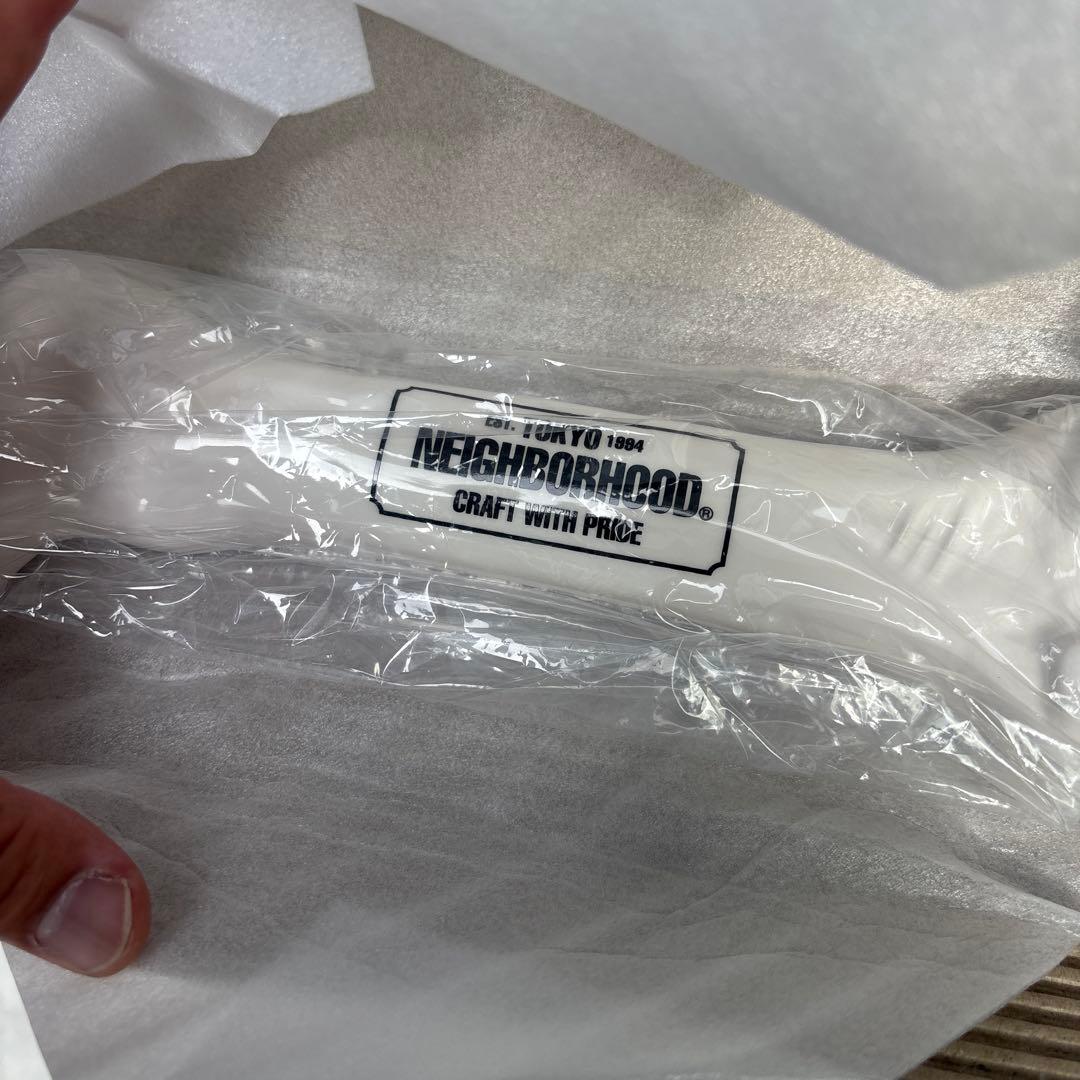 EST. TOKYO 1994
NEIGHBORHOOD®
CRAFT WITH PRIDE